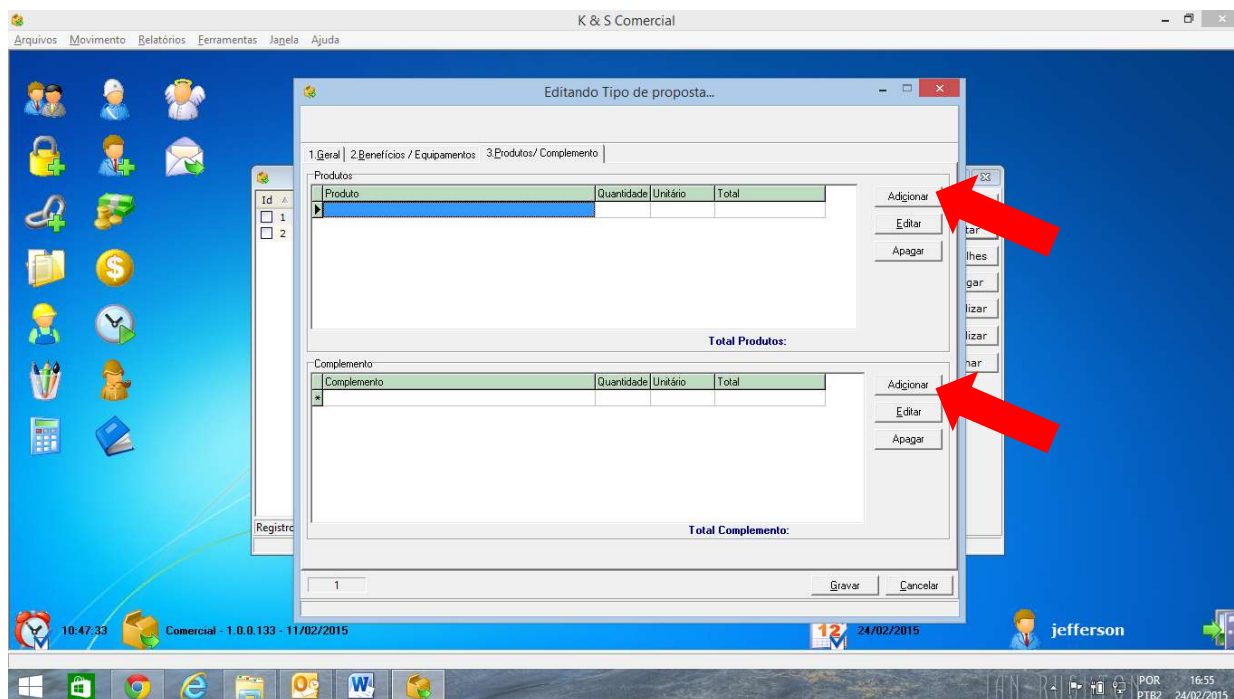 K & S Comercial
Arquivos Movimento Relatórios Ferramentas Janela Ajuda
Editando Tipo de proposta...
1.Geral 2.Benefícios / Equipamentos 3.Produtos/ Complemento
Produtos
Produto Quantidade Unitário Total
Adicionar
Editar
Apagar
Total Produtos:
Complemento
Complemento Quantidade Unitário Total
Adicionar
Editar
Apagar
Total Complemento:
1
Gravar Cancelar
Id
1
2
Registro
tar
lhes
gar
lizar
lizar
nar
10:47:33 Comercial - 1.0.0.133 - 11/02/2015 12 24/02/2015 jefferson
POR 16:55
PTB2 24/02/2015